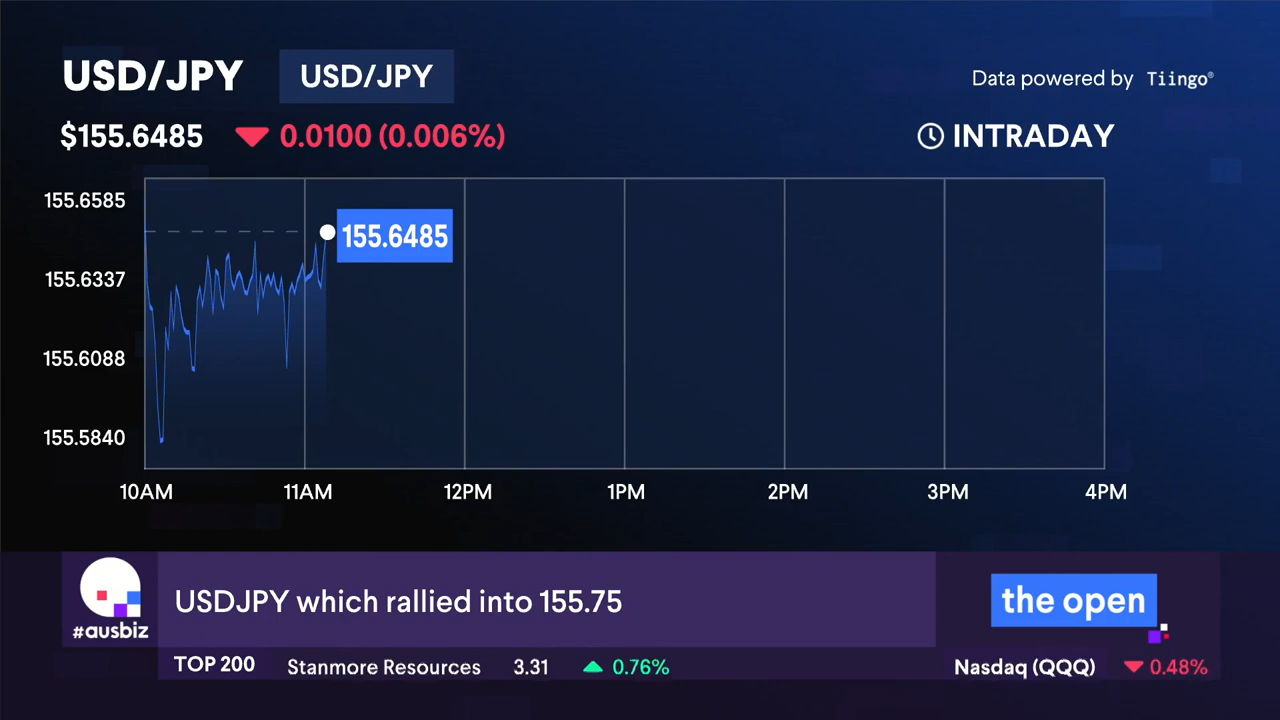 USD/JPY USD/JPY
Data powered by Tiingo®
$155.6485 0.0100 (0.006%)
INTRADAY
155.6585
155.6485
155.6337
155.6088
155.5840
10AM 11AM 12PM 1PM 2PM 3PM 4PM
#ausbiz
USDJPY which rallied into 155.75
the open
TOP 200 Stanmore Resources 3.31 0.76% Nasdaq (QQQ) 0.48%